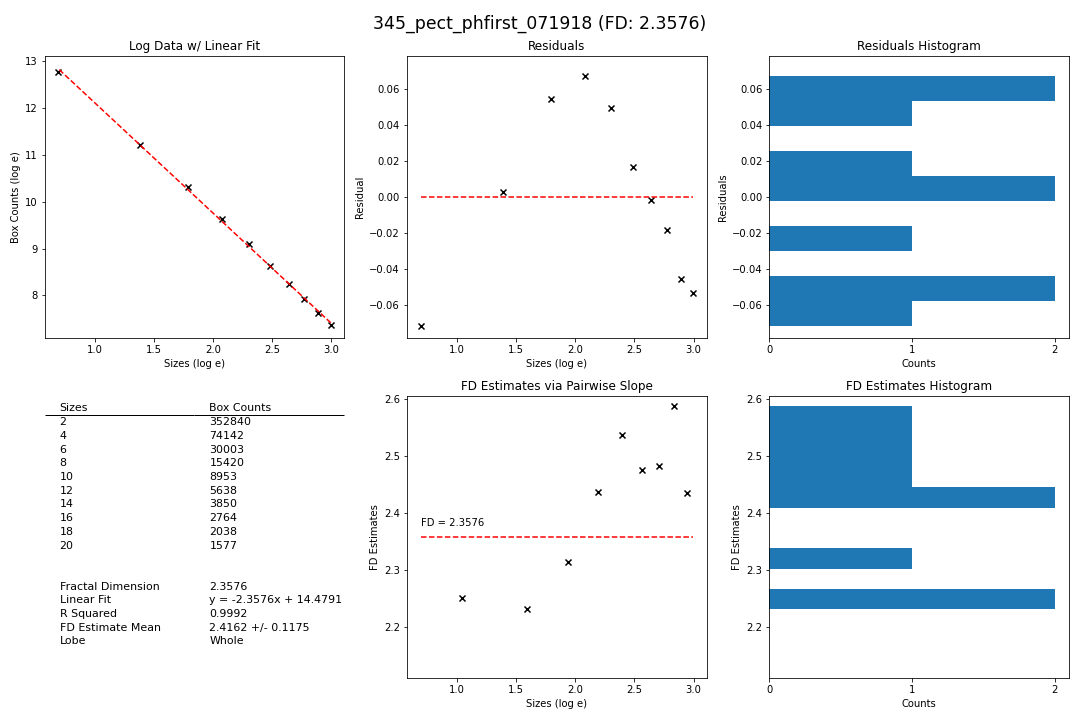 345_pect_phfirst_071918 (FD: 2.3576)
Log Data w/ Linear Fit
13
12
11
10
9
8
Box Counts (log e)
1.0 1.5 2.0 2.5 3.0
Sizes (log e)
Residuals
0.06
0.04
0.02
0.00
−0.02
−0.04
−0.06
Residual
1.0 1.5 2.0 2.5 3.0
Sizes (log e)
Residuals Histogram
0.06
0.04
0.02
0.00
−0.02
−0.04
−0.06
Residuals
0 1 2
Counts
Sizes Box Counts
2 352840
4 74142
6 30003
8 15420
10 8953
12 5638
14 3850
16 2764
18 2038
20 1577
Fractal Dimension 2.3576
Linear Fit y = -2.3576x + 14.4791
R Squared 0.9992
FD Estimate Mean 2.4162 +/- 0.1175
Lobe Whole
FD Estimates via Pairwise Slope
2.6
2.5
2.4
2.3
2.2
FD Estimates
FD = 2.3576
1.0 1.5 2.0 2.5 3.0
Sizes (log e)
FD Estimates Histogram
2.6
2.5
2.4
2.3
2.2
FD Estimates
0 1 2
Counts